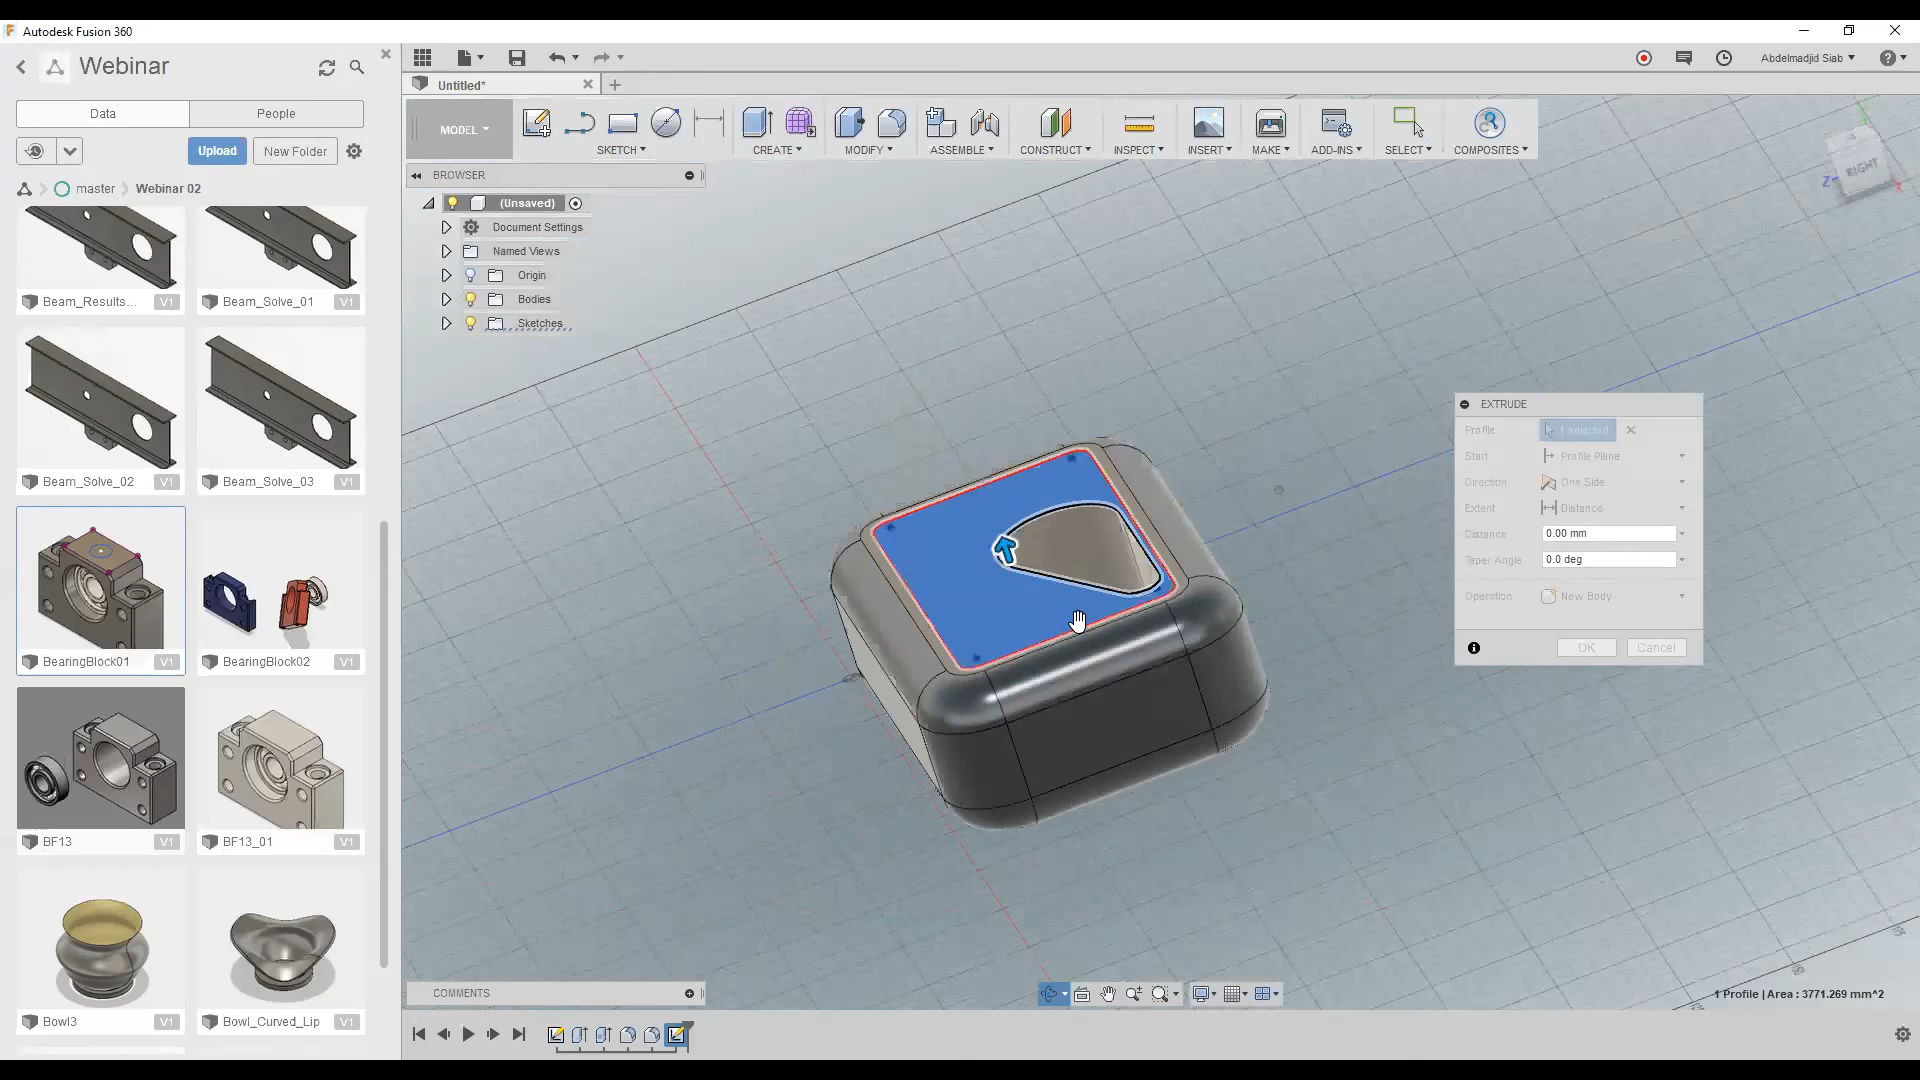 Autodesk Fusion 360
Webinar
Data
People
Upload
New Folder
master
Webinar 02
Beam_Results...
V1
Beam_Solve_01
V1
Beam_Solve_02
V1
Beam_Solve_03
V1
BearingBlock01
V1
BearingBlock02
V1
BF13
V1
BF13_01
V1
Bowl3
V1
Bowl_Curved_Lip
V1
Untitled*
Abdelmadjid Siab
MODEL
SKETCH
CREATE
MODIFY
ASSEMBLE
CONSTRUCT
INSPECT
INSERT
MAKE
ADD-INS
SELECT
COMPOSITES
BROWSER
(Unsaved)
Document Settings
Named Views
Origin
Bodies
Sketches
RIGHT
Z
X
EXTRUDE
Profile
1 selected
Start
Profile Plane
Direction
One Side
Extent
Distance
Distance
0.00 mm
Taper Angle
0.0 deg
Operation
New Body
OK
Cancel
COMMENTS
1 Profile | Area : 3771.269 mm^2